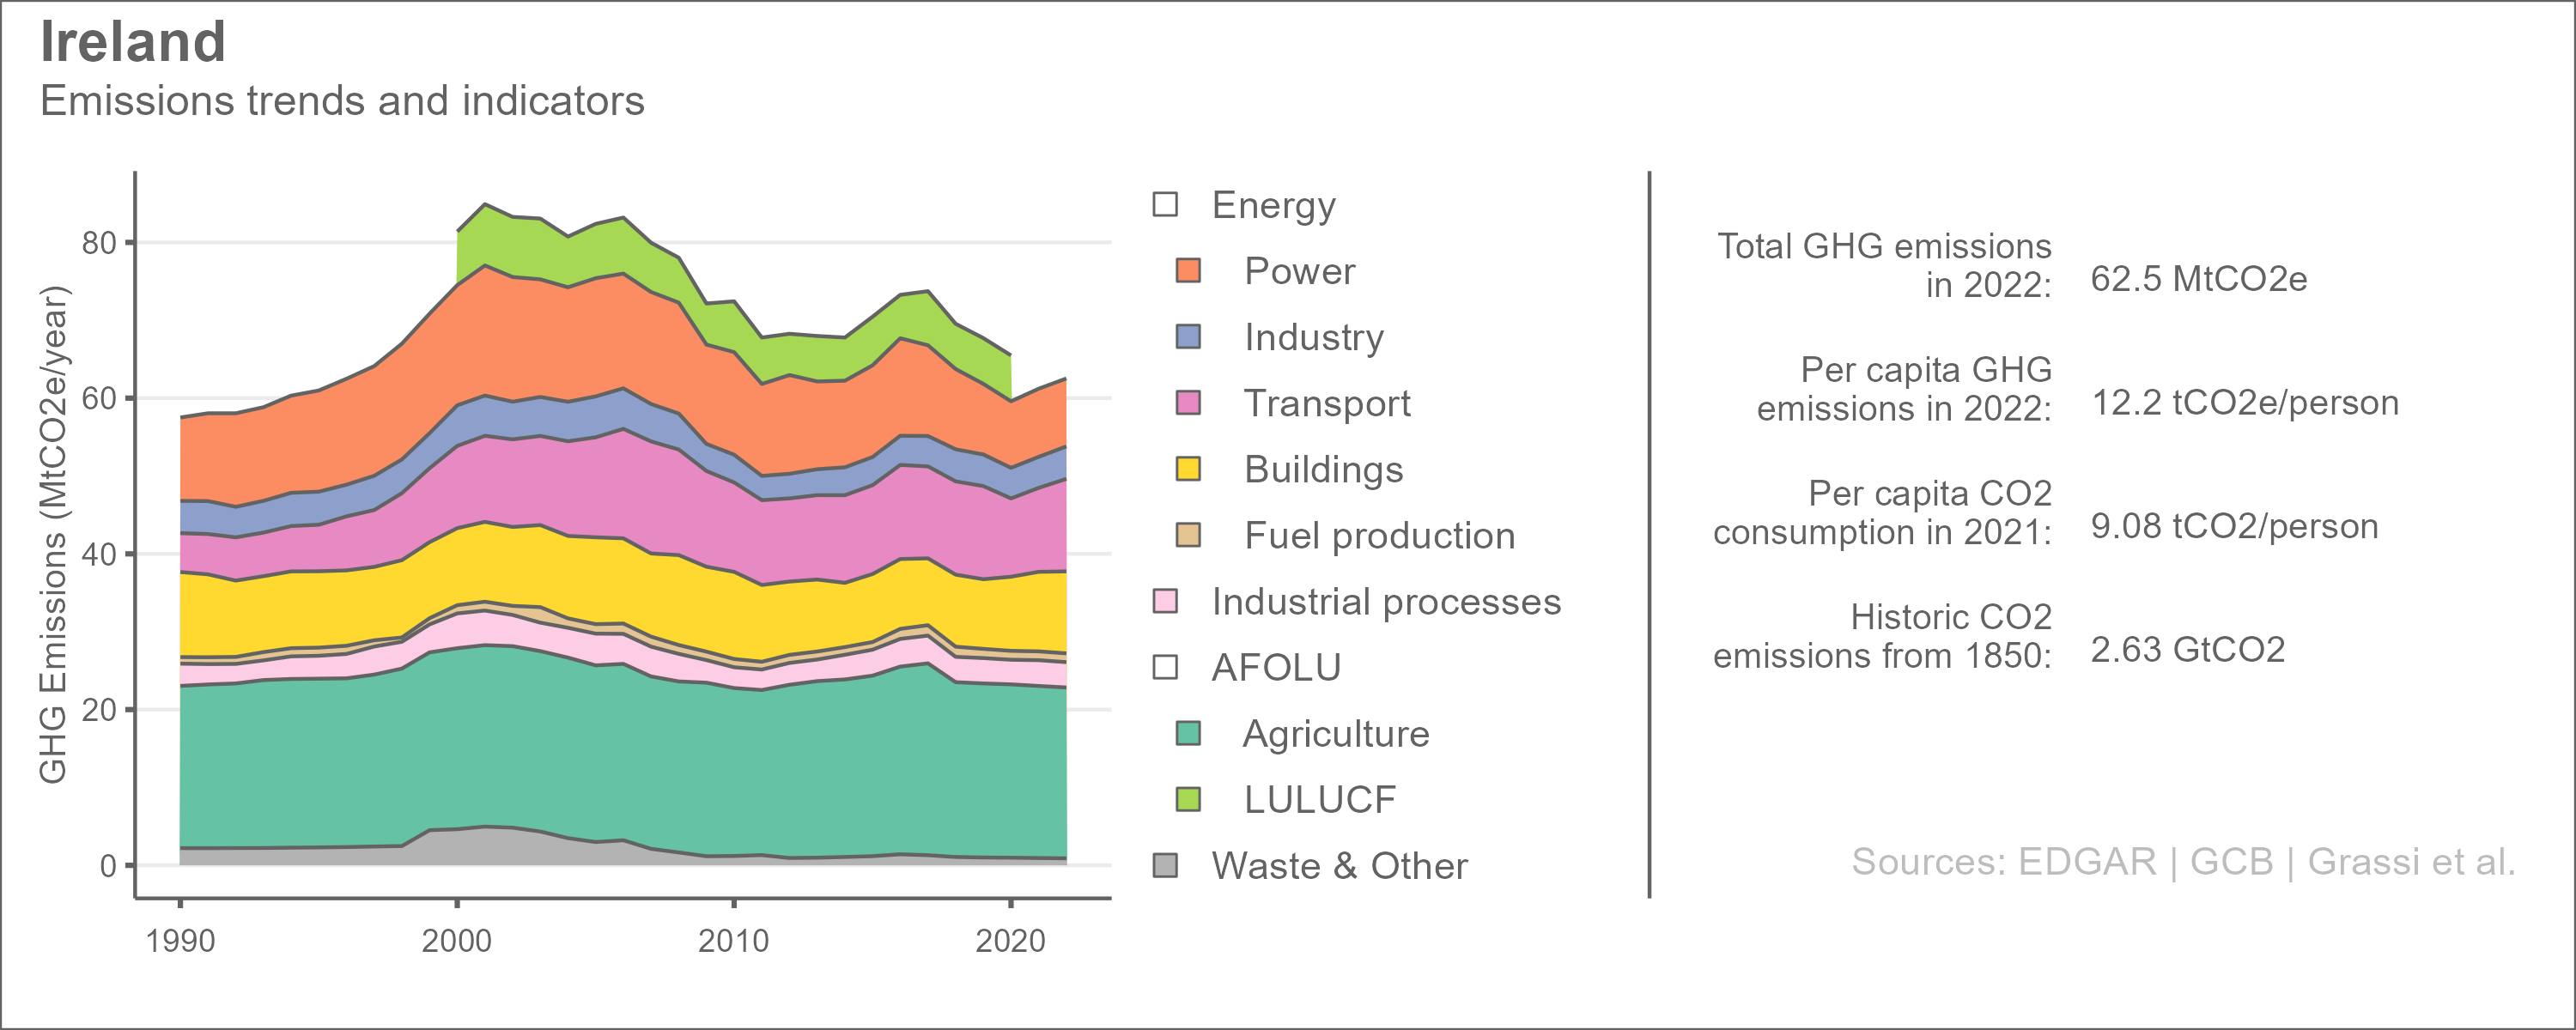 Ireland
Emissions trends and indicators
GHG Emissions (MtCO2e/year)
80
60
40
20
0
1990
2000
2010
2020
Energy
Power
Industry
Transport
Buildings
Fuel production
Industrial processes
AFOLU
Agriculture
LULUCF
Waste & Other
Total GHG emissions
in 2022:
62.5 MtCO2e
Per capita GHG
emissions in 2022:
12.2 tCO2e/person
Per capita CO2
consumption in 2021:
9.08 tCO2/person
Historic CO2
emissions from 1850:
2.63 GtCO2
Sources: EDGAR | GCB | Grassi et al.